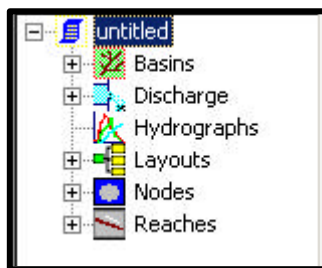 untitled
Basins
Discharge
Hydrographs
Layouts
Nodes
Reaches